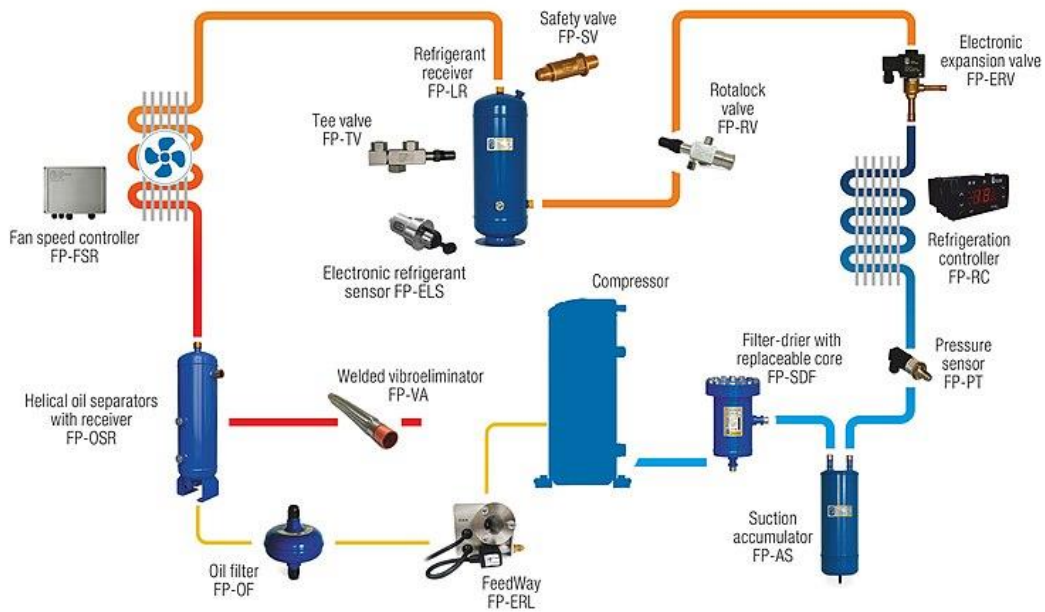 Safety valve
FP-SV
Refrigerant
receiver
FP-LR
Electronic
expansion valve
FP-ERV
Rotalock
valve
FP-RV
Tee valve
FP-TV
Fan speed controller
FP-FSR
Electronic refrigerant
sensor FP-ELS
Refrigeration
controller
FP-RC
Compressor
Filter-drier with
replaceable core
FP-SDF
Pressure
sensor
FP-PT
Welded vibroeliminator
FP-VA
Helical oil separators
with receiver
FP-OSR
Oil filter
FP-OF
FeedWay
FP-ERL
Suction
accumulator
FP-AS